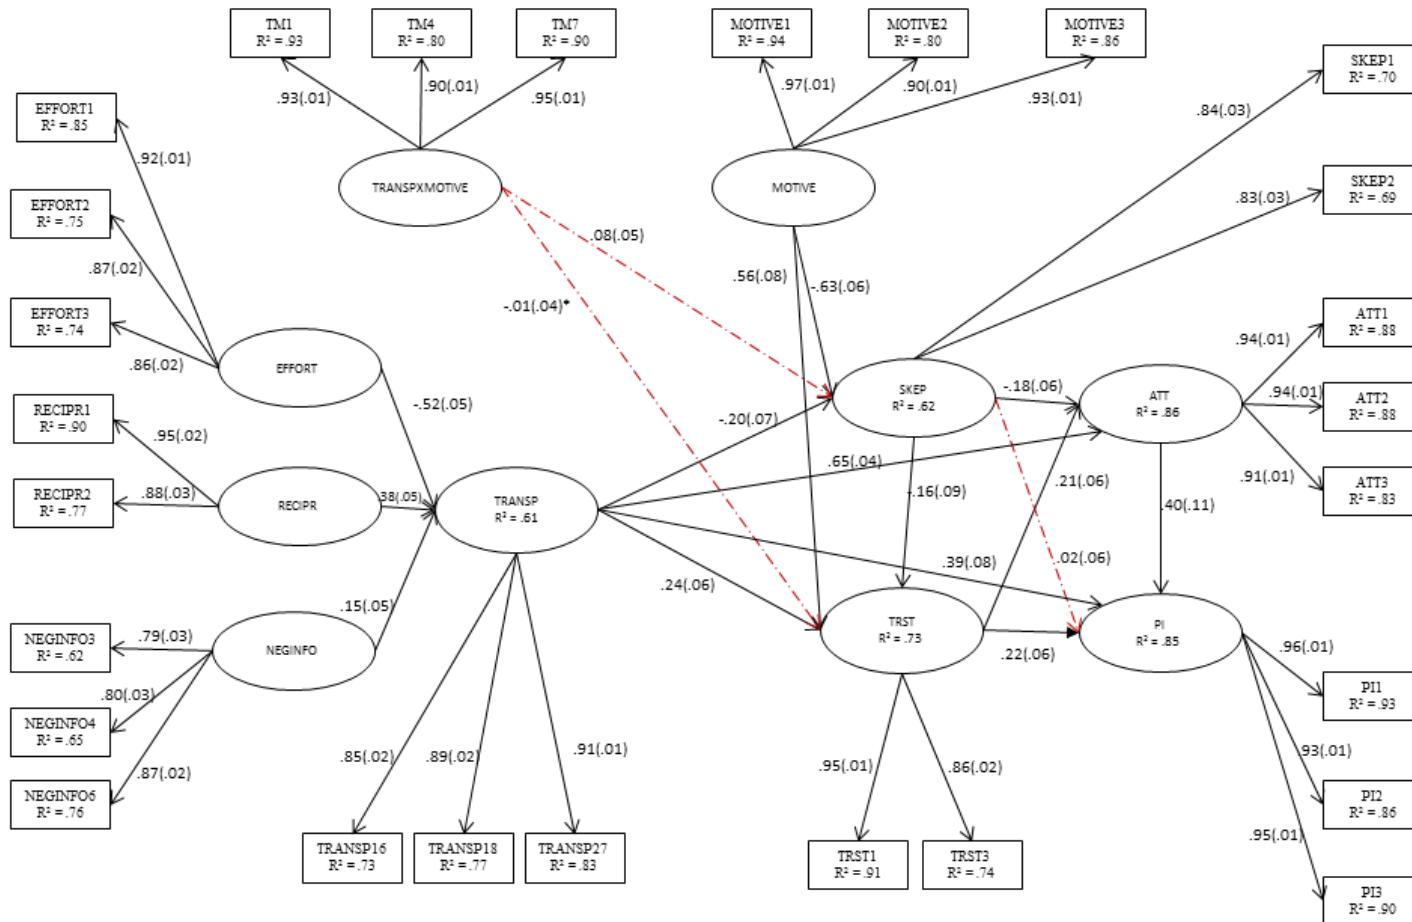 TM1
R² = .93
TM4
R² = .80
TM7
R² = .90
MOTIVE1
R² = .94
MOTIVE2
R² = .80
MOTIVE3
R² = .86
SKEP1
R² = .70
.93(.01)
.90(.01)
.95(.01)
.97(.01)
.90(.01)
.93(.01)
.84(.03)
EFFORT1
R² = .85
.92(.01)
TRANSPXMOTIVE
MOTIVE
SKEP2
R² = .69
.83(.03)
EFFORT2
R² = .75
.87(.02)
.08(.05)
.56(.08)
-.63(.06)
-.01(.04)*
EFFORT3
R² = .74
.86(.02)
EFFORT
-.52(.05)
SKEP
R² = .62
-.18(.06)
ATT
R² = .86
.94(.01)
ATT1
R² = .88
.94(.01)
ATT2
R² = .88
.91(.01)
ATT3
R² = .83
RECIPR1
R² = .90
.95(.02)
RECIPR2
R² = .77
.88(.03)
RECIPR
.38(.05)
TRANSP
R² = .61
-.20(.07)
.65(.04)
-.16(.09)
.21(.06)
.40(.11)
.39(.08)
.02(.06)
.24(.06)
.15(.05)
NEGINFO3
R² = .62
.79(.03)
NEGINFO
TRST
R² = .73
.22(.06)
PI
R² = .85
.96(.01)
PI1
R² = .93
NEGINFO4
R² = .65
.80(.03)
NEGINFO6
R² = .76
.87(.02)
.85(.02)
.89(.02)
.91(.01)
.95(.01)
.86(.02)
.93(.01)
PI2
R² = .86
.95(.01)
PI3
R² = .90
TRANSP16
R² = .73
TRANSP18
R² = .77
TRANSP27
R² = .83
TRST1
R² = .91
TRST3
R² = .74